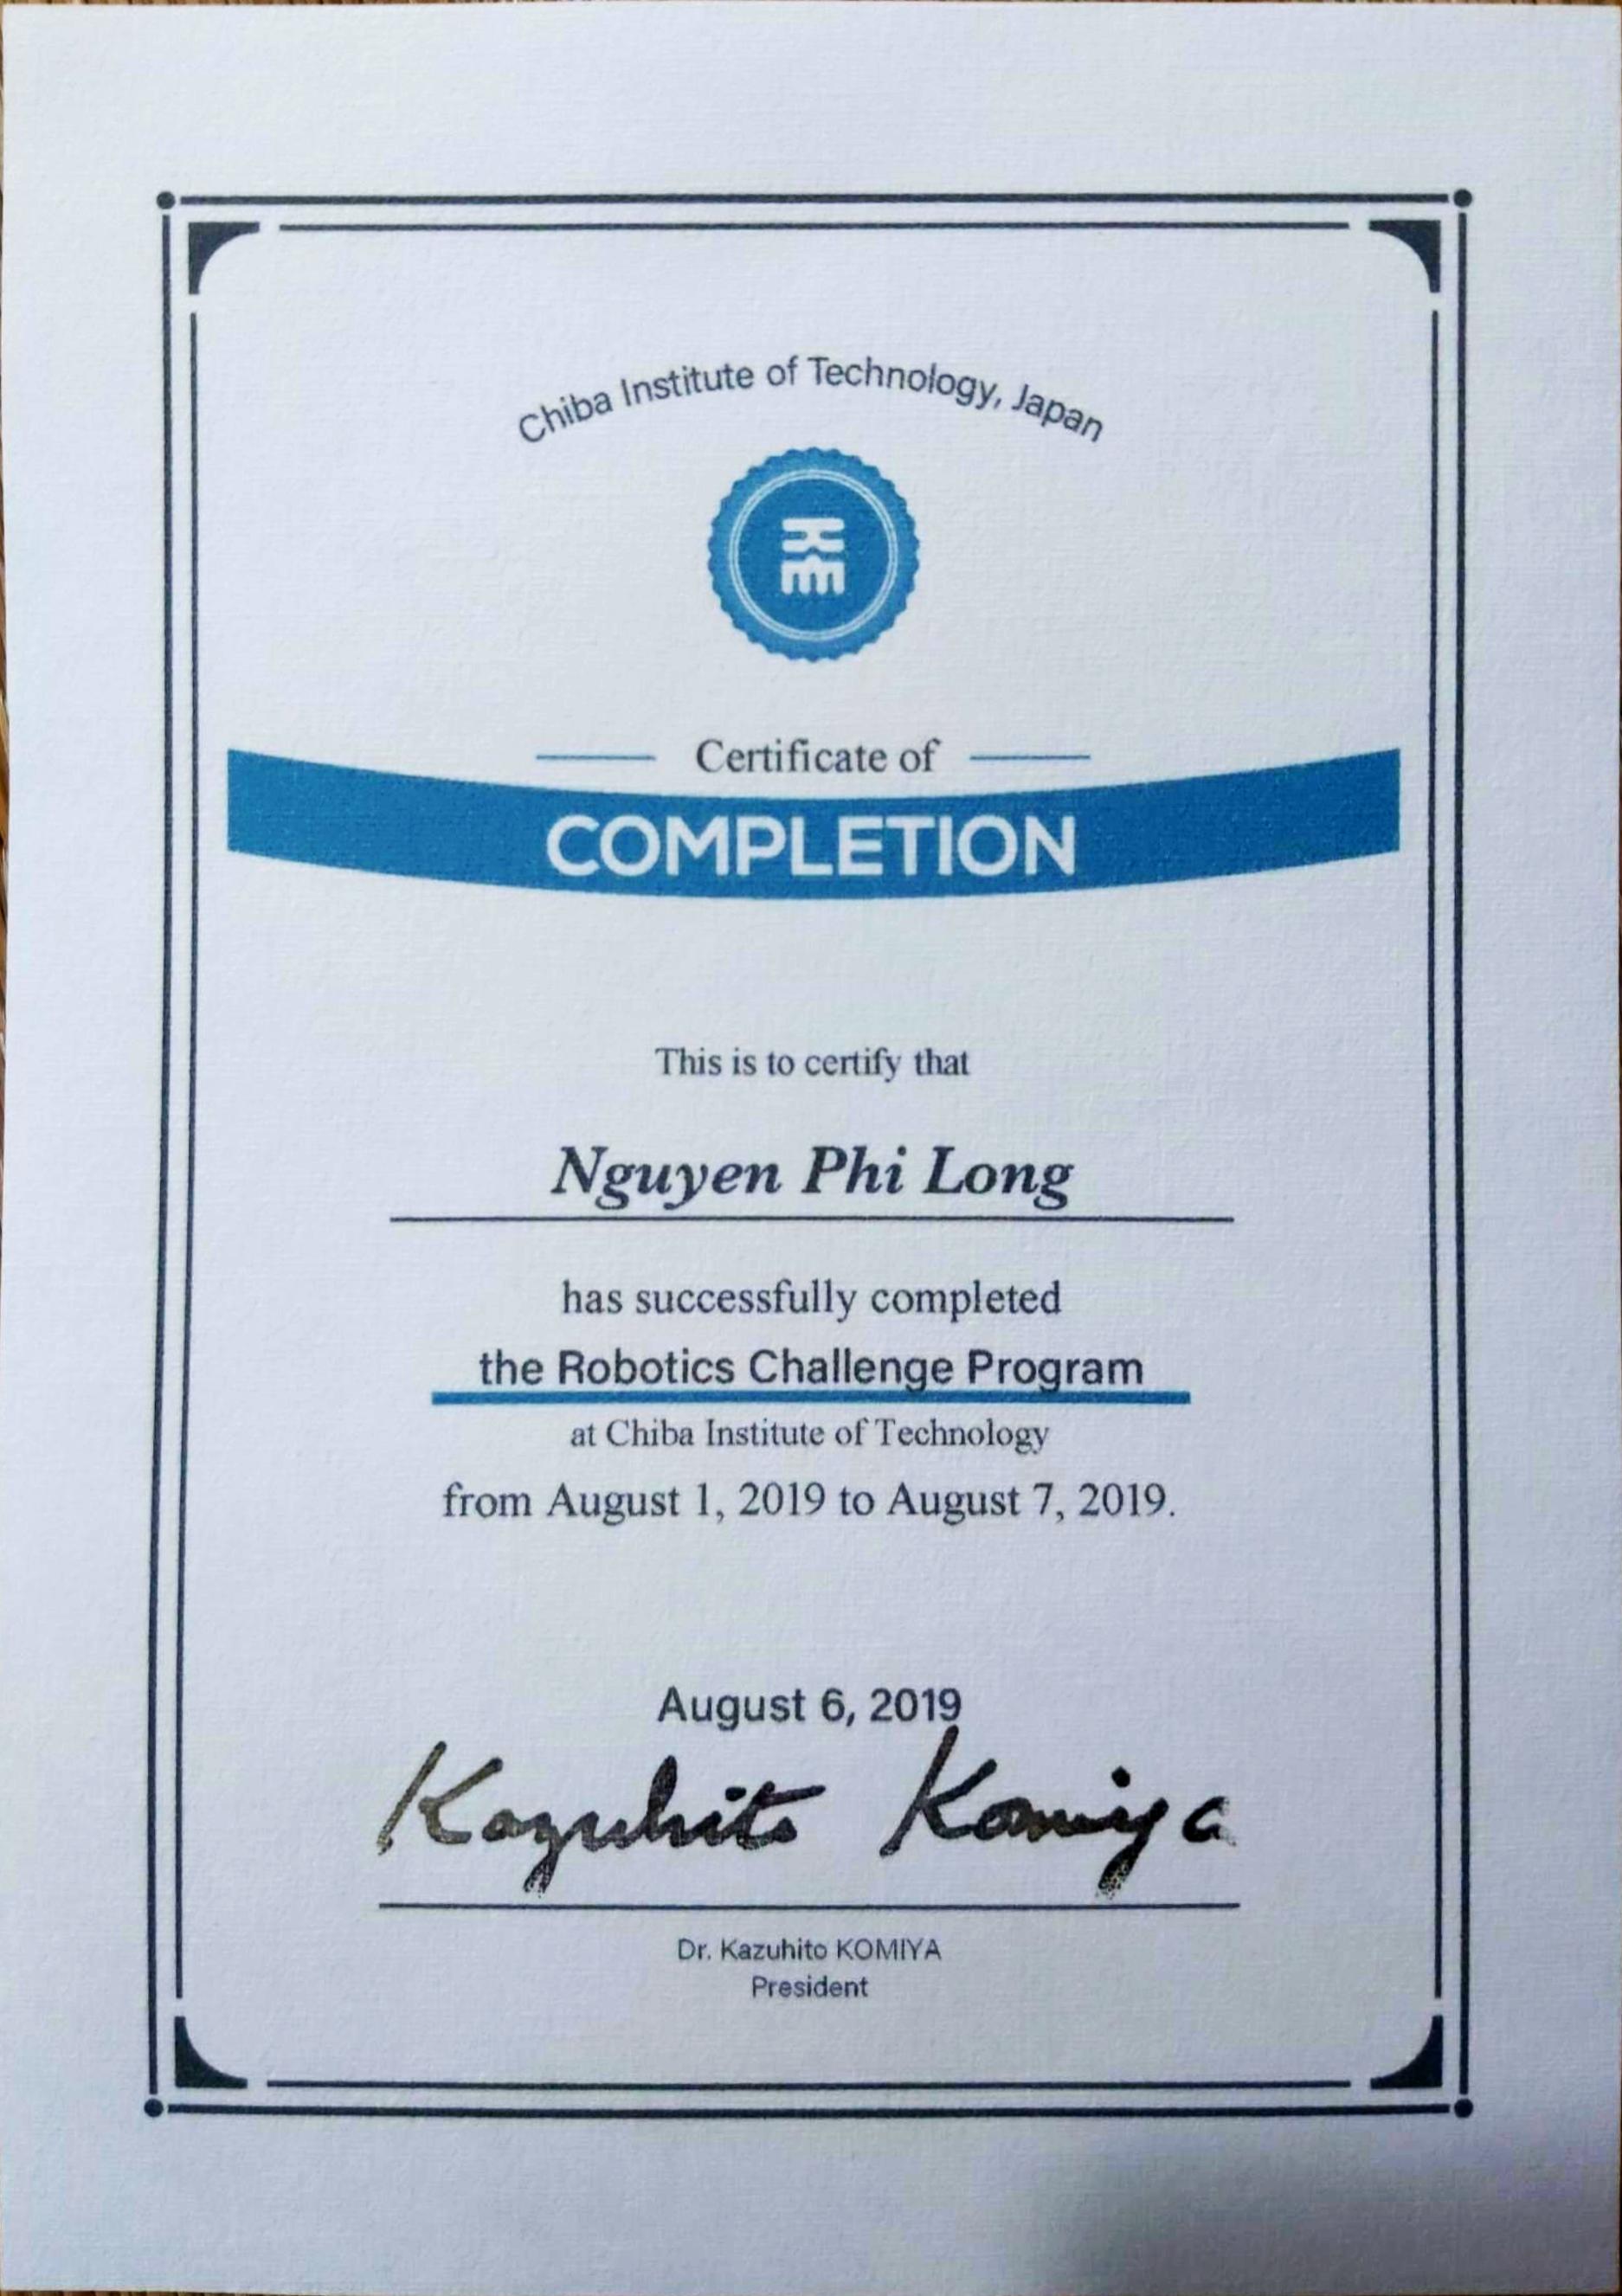 Chiba Institute of Technology, Japan
Certificate of
COMPLETION
This is to certify that
Nguyen Phi Long
has successfully completed
the Robotics Challenge Program
at Chiba Institute of Technology
from August 1, 2019 to August 7, 2019.
August 6, 2019
Kazuhito Komiya
Dr. Kazuhito KOMIYA
President